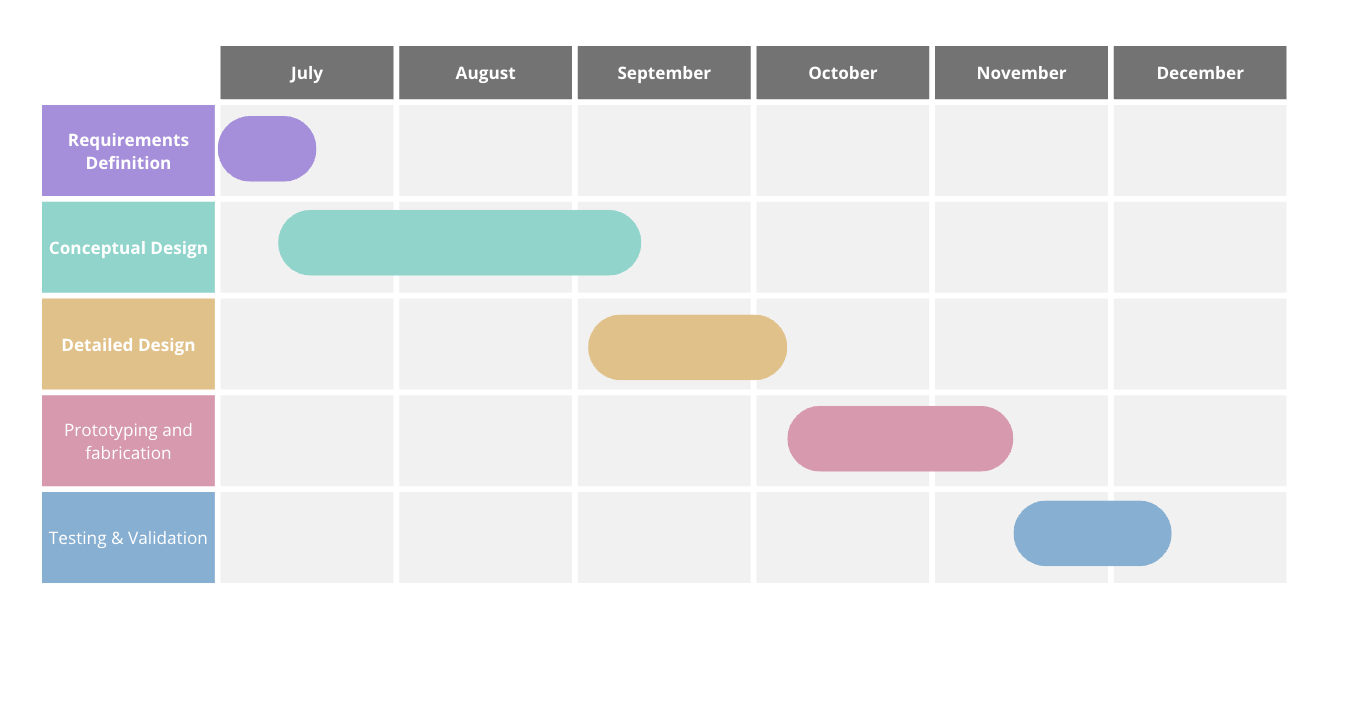 July August September October November December
Requirements
Definition
Conceptual Design
Detailed Design
Prototyping and
fabrication
Testing & Validation